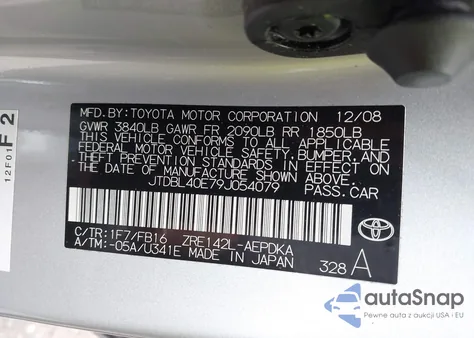 MFD.BY: TOYOTA MOTOR CORPORATION 12/08
GVWR 3840LB GAWR FR 2090LB RR 1850LB
THIS VEHICLE CONFORMS TO ALL APPLICABLE
FEDERAL MOTOR VEHICLE SAFETY, BUMPER, AND
THEFT PREVENTION STANDARDS IN EFFECT ON
THE DATE OF MANUFACTURE SHOWN ABOVE.
JTDBL40E79J054079 PASS.CAR
C/TR: 1F7/FB16 ZRE142L-AEPDKA
A/TM: -05A/U341E MADE IN JAPAN
328 A
F 2
12F01
autoSnap
Pewne auta z aukcji USA i EU